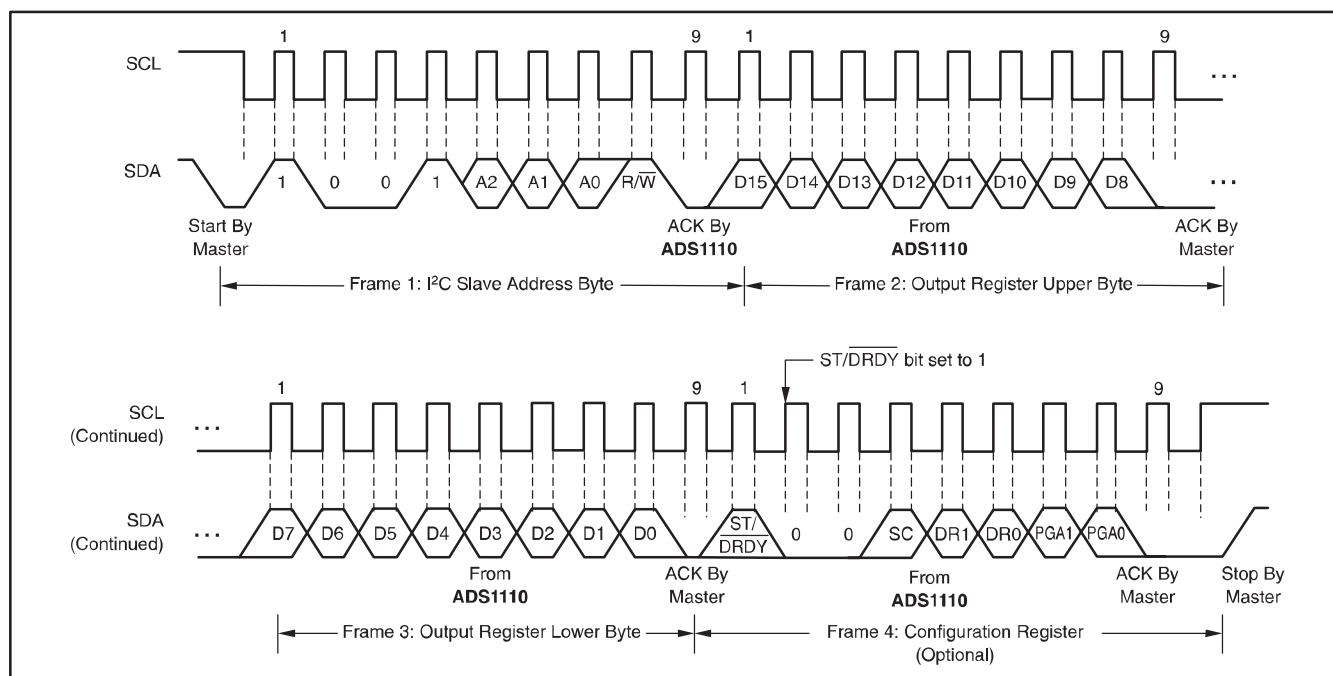 1 9 1 9
SCL ...
SDA 1 0 0 1 A2 A1 A0 R/W̅ D15 D14 D13 D12 D11 D10 D9 D8 ...
Start By Master
ACK By ADS1110
From ADS1110
ACK By Master
Frame 1: I²C Slave Address Byte
Frame 2: Output Register Upper Byte
ST/D̅R̅D̅Y̅ bit set to 1
1 9 1 9
SCL (Continued) ...
SDA (Continued) ... D7 D6 D5 D4 D3 D2 D1 D0 ST/D̅R̅D̅Y̅ 0 0 SC DR1 DR0 PGA1 PGA0
From ADS1110
ACK By Master
From ADS1110
ACK By Master
Stop By Master
Frame 3: Output Register Lower Byte
Frame 4: Configuration Register
(Optional)